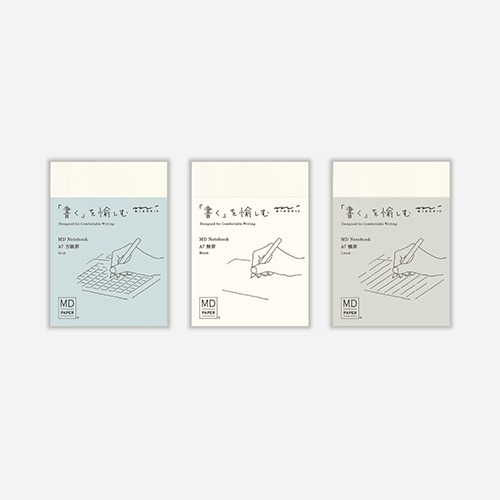 「書く」を愉しむ
MIDORI
Designed for Comfortable Writing
MD Notebook
A7 方眼罫
Grid
MD
PAPER
「書く」を愉しむ
MIDORI
Designed for Comfortable Writing
MD Notebook
A7 無罫
Blank
MD
PAPER
「書く」を愉しむ
MIDORI
Designed for Comfortable Writing
MD Notebook
A7 横罫
Lined
MD
PAPER